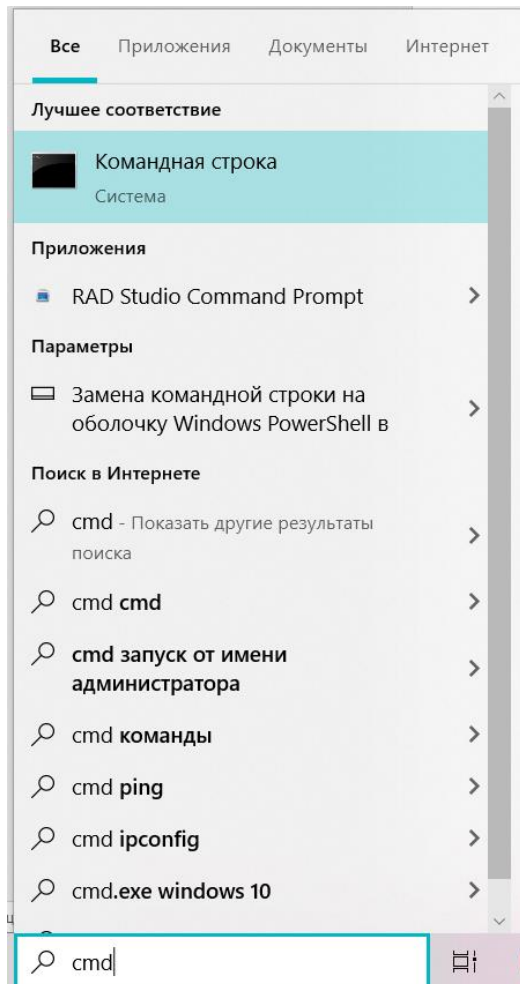 Все Приложения Документы Интернет
Лучшее соответствие
Командная строка
Система
Приложения
RAD Studio Command Prompt
Параметры
Замена командной строки на
оболочку Windows PowerShell в
Поиск в Интернете
cmd - Показать другие результаты
поиска
cmd cmd
cmd запуск от имени
администратора
cmd команды
cmd ping
cmd ipconfig
cmd.exe windows 10
cmd